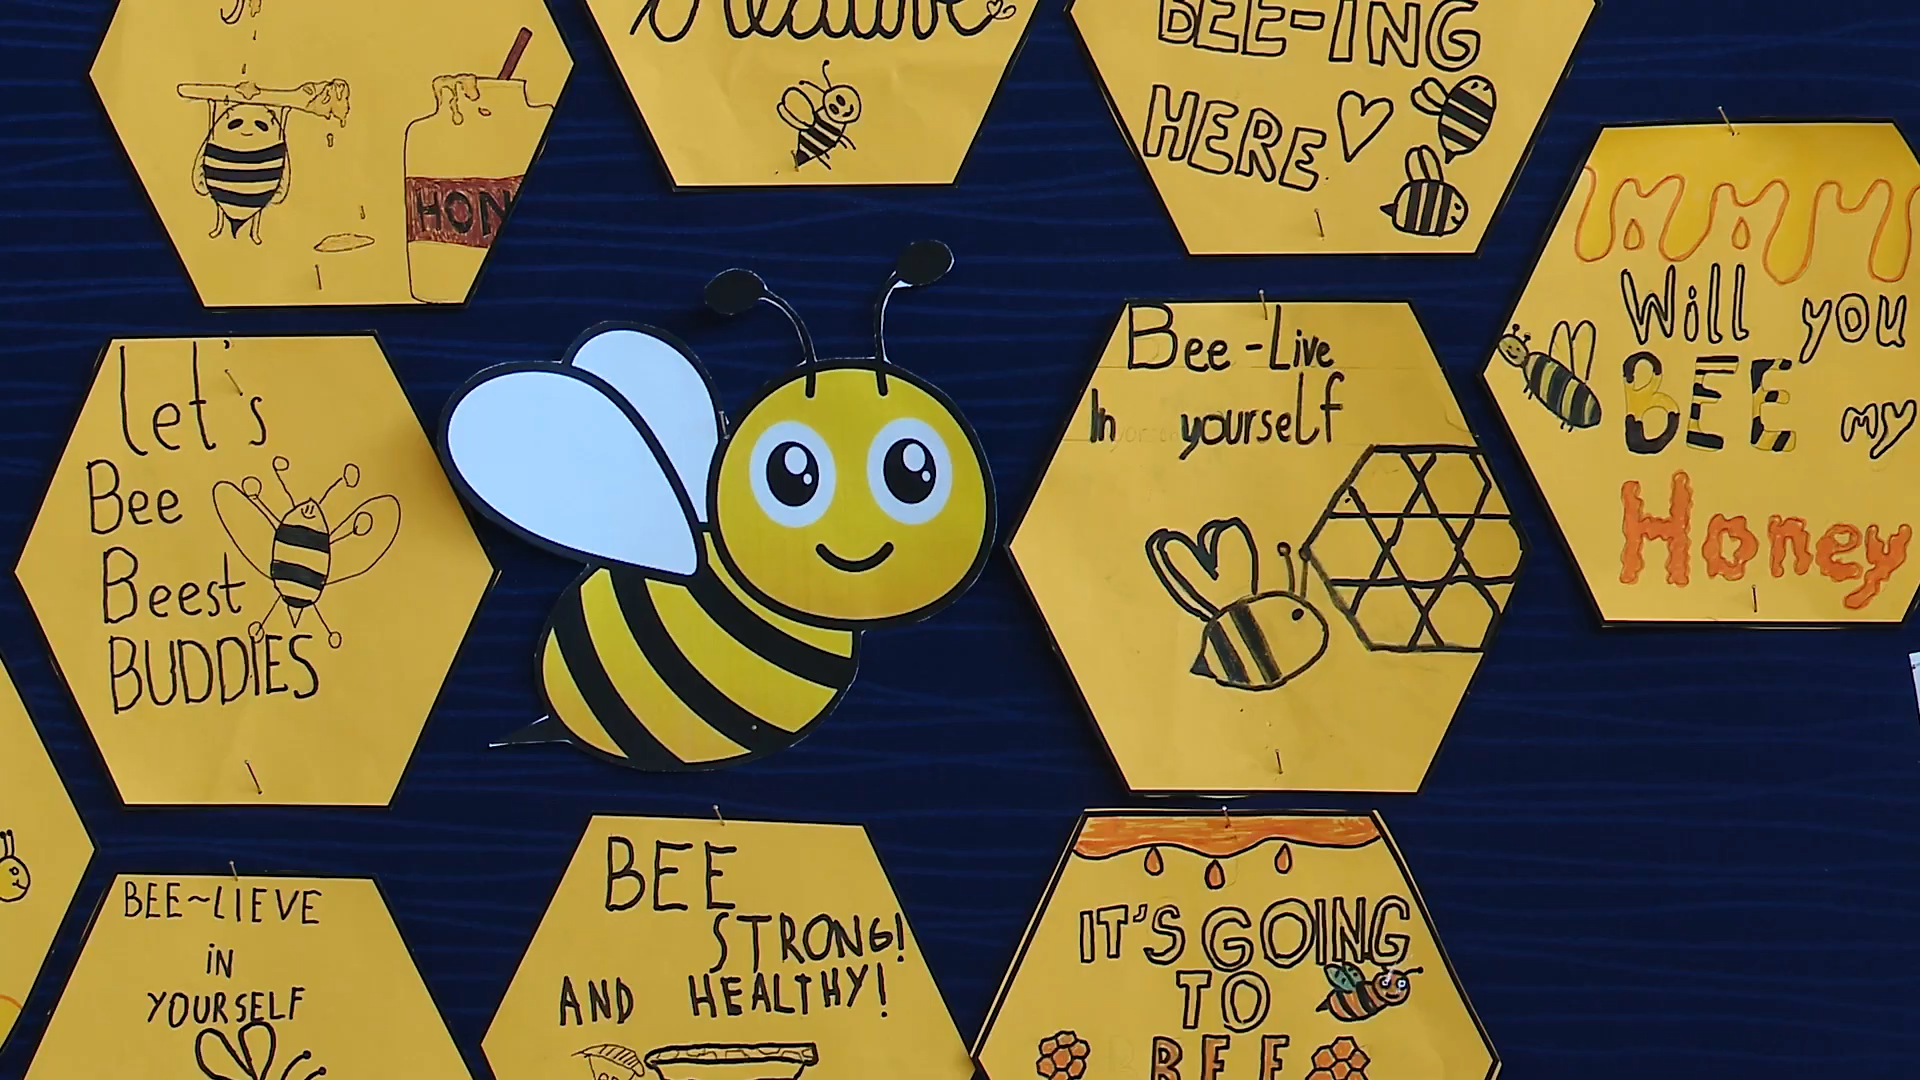 HON
BEE-ING
HERE
Will you
BEE my
Honey
let's
Bee
Beest
BUDDIES
Bee-Live
In yourself
BEE~LIEVE
iN
YOURSELF
BEE
STRONG!
AND HEALTHY!
IT'S GOING
TO
BEE